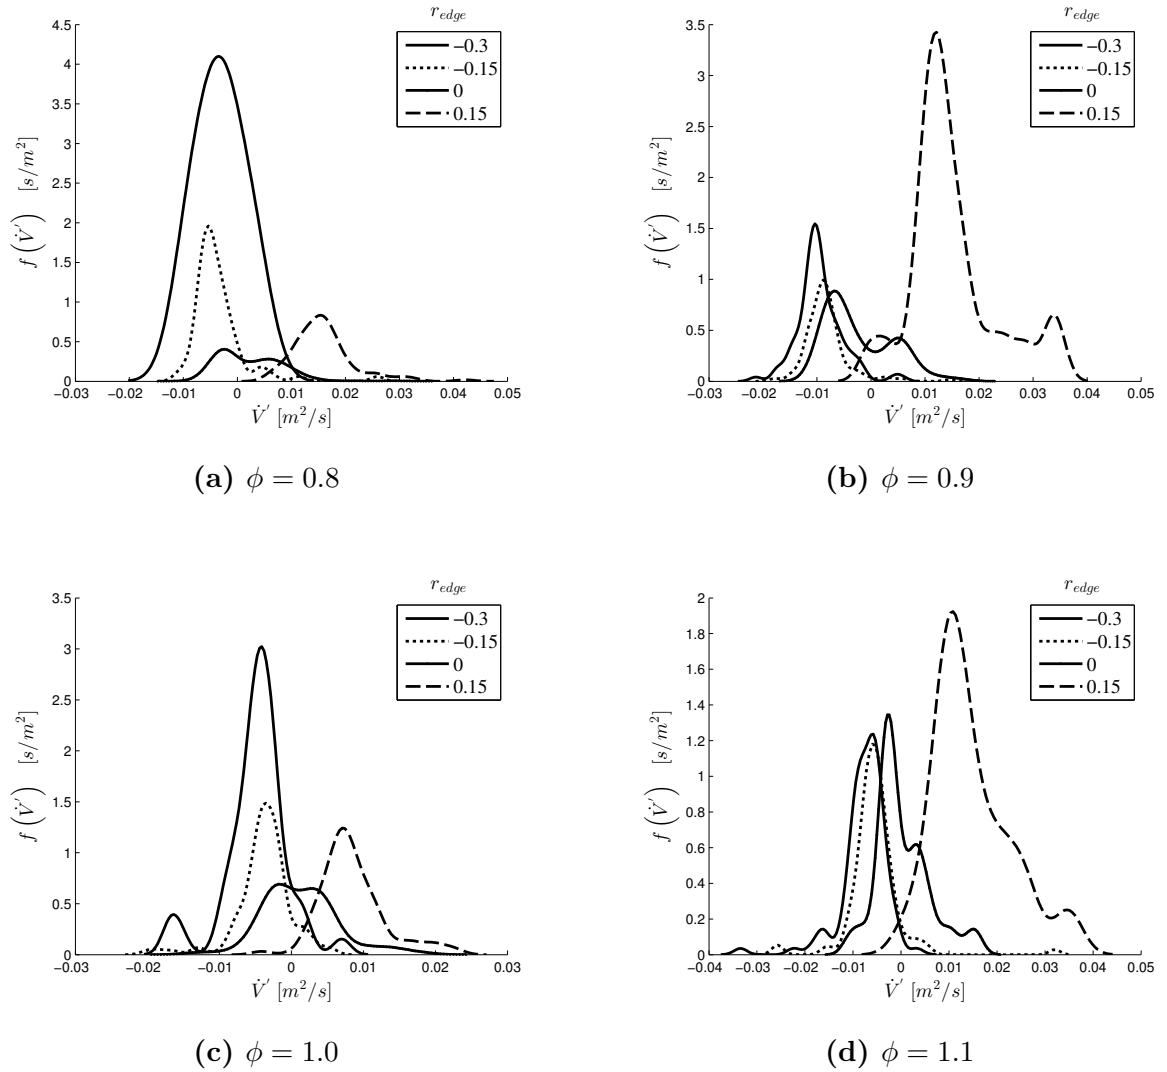 r_edge
−0.3
−0.15
0
0.15
4.5
4
3.5
3
2.5
2
1.5
1
0.5
0
f (V̇′) [s/m²]
−0.03 −0.02 −0.01 0 0.01 0.02 0.03 0.04 0.05
V̇′ [m²/s]
(a) ϕ = 0.8
r_edge
−0.3
−0.15
0
0.15
3.5
3
2.5
2
1.5
1
0.5
0
f (V̇′) [s/m²]
−0.03 −0.02 −0.01 0 0.01 0.02 0.03 0.04 0.05
V̇′ [m²/s]
(b) ϕ = 0.9
r_edge
−0.3
−0.15
0
0.15
3.5
3
2.5
2
1.5
1
0.5
0
f (V̇′) [s/m²]
−0.03 −0.02 −0.01 0 0.01 0.02 0.03
V̇′ [m²/s]
(c) ϕ = 1.0
r_edge
−0.3
−0.15
0
0.15
2
1.8
1.6
1.4
1.2
1
0.8
0.6
0.4
0.2
0
f (V̇′) [s/m²]
−0.04 −0.03 −0.02 −0.01 0 0.01 0.02 0.03 0.04 0.05
V̇′ [m²/s]
(d) ϕ = 1.1